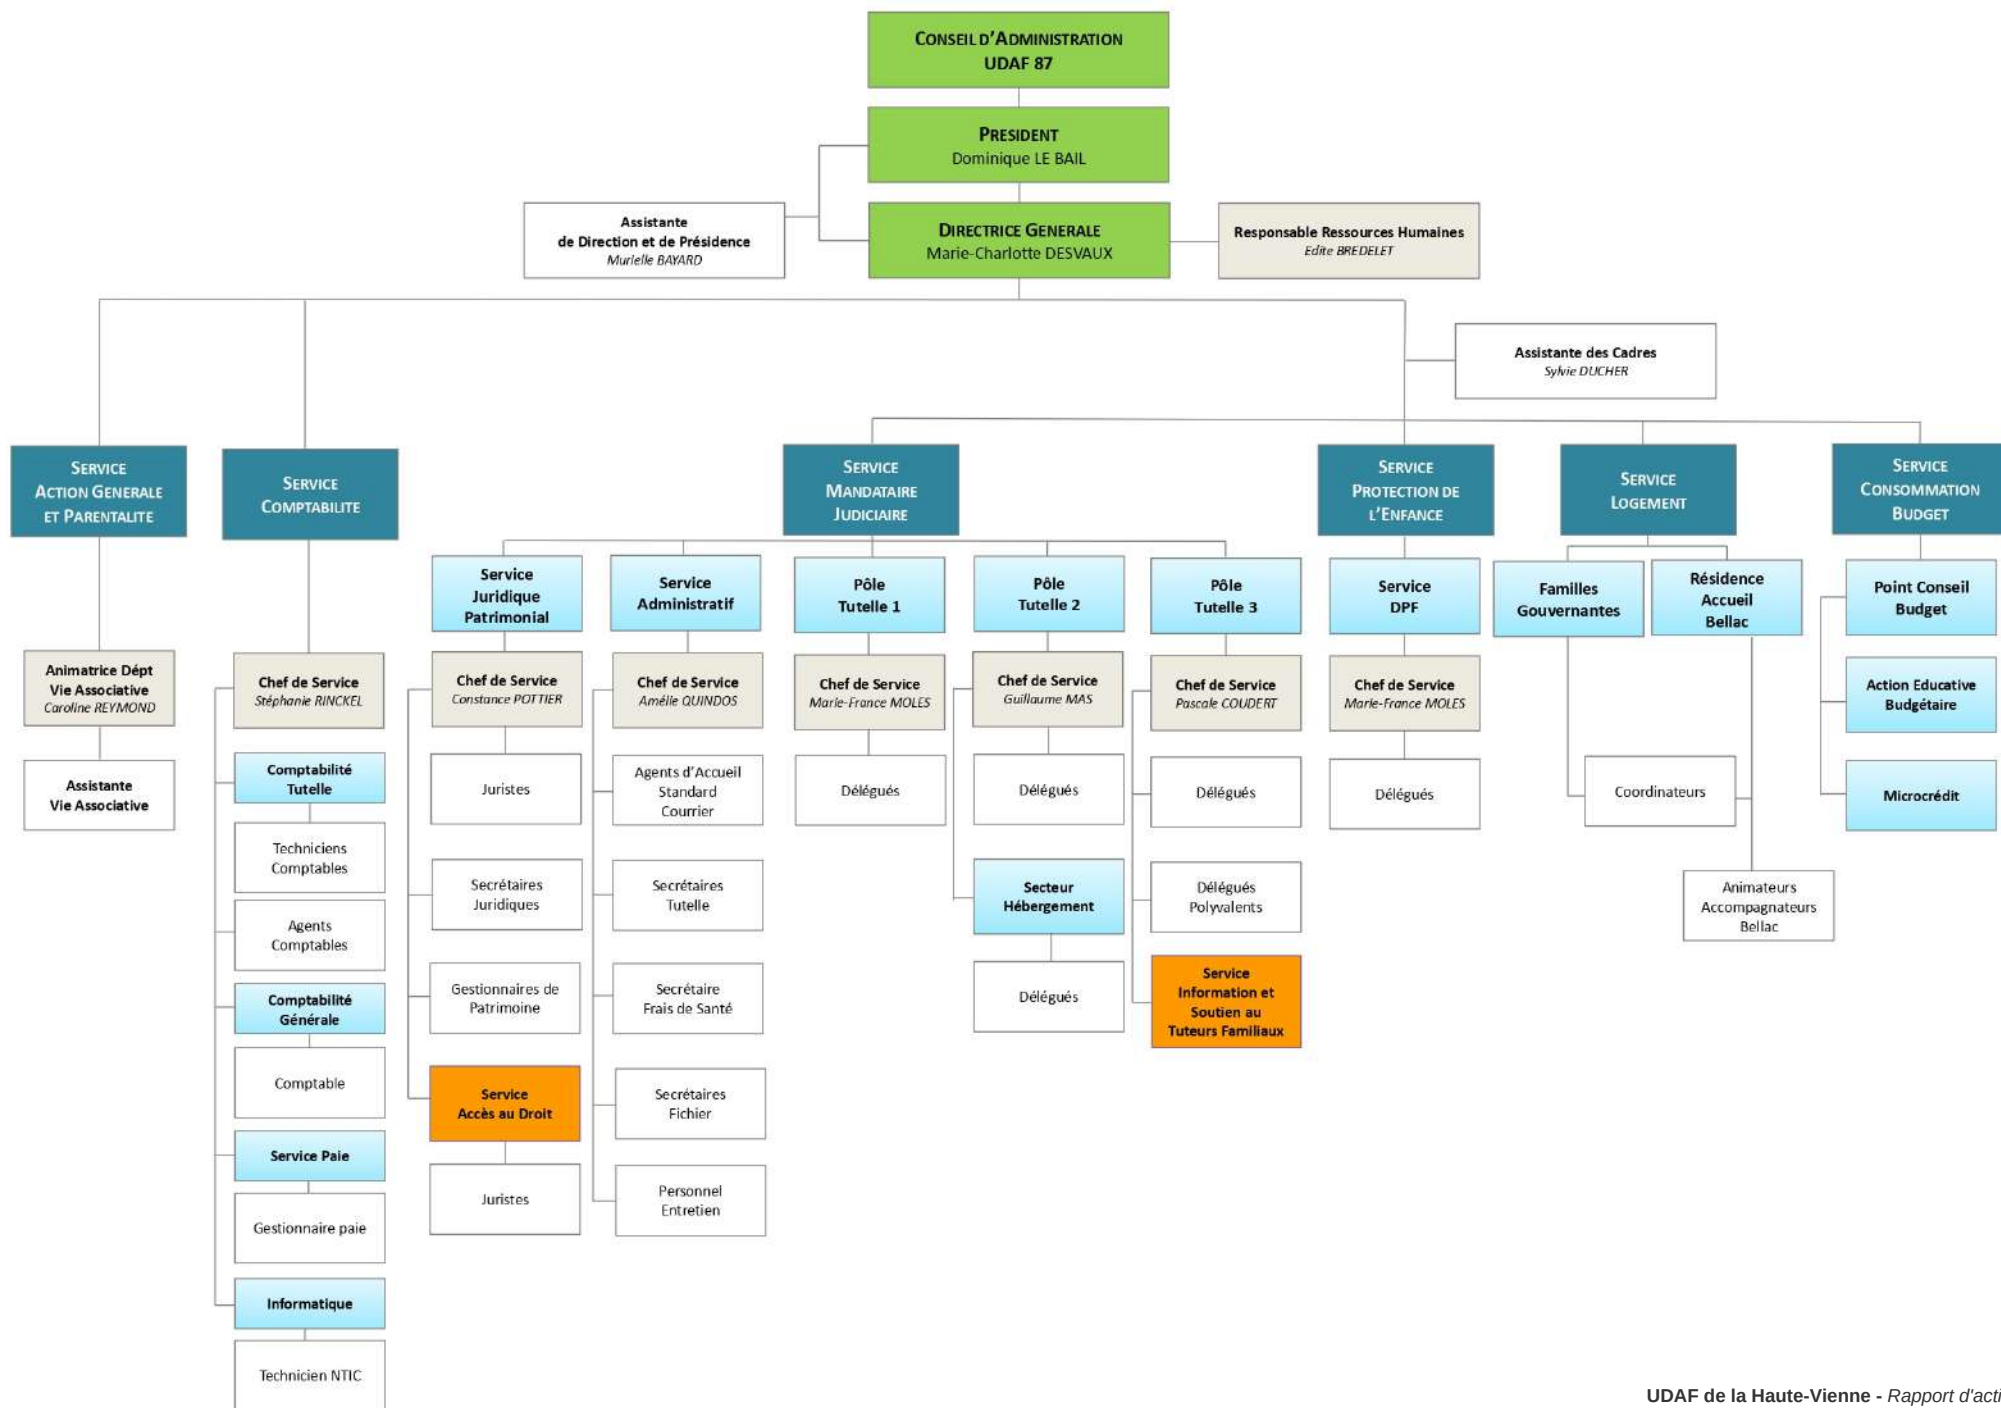 CONSEIL D'ADMINISTRATION
UDAF 87
PRESIDENT
Dominique LE BAIL
Assistante
de Direction et de Présidence
Murielle BAYARD
DIRECTRICE GENERALE
Marie-Charlotte DESVAUX
Responsable Ressources Humaines
Edite BREDELET
Assistante des Cadres
Sylvie DUCHER
SERVICE
ACTION GENERALE
ET PARENTALITE
SERVICE
COMPTABILITE
SERVICE
MANDATAIRE
JUDICIAIRE
SERVICE
PROTECTION DE
L'ENFANCE
SERVICE
LOGEMENT
SERVICE
CONSOMMATION
BUDGET
Service
Juridique
Patrimonial
Service
Administratif
Pôle
Tutelle 1
Pôle
Tutelle 2
Pôle
Tutelle 3
Service
DPF
Familles
Gouvernantes
Résidence
Accueil
Bellac
Point Conseil
Budget
Animatrice Dépt
Vie Associative
Caroline REYMOND
Chef de Service
Stéphanie RINCKEL
Chef de Service
Constance POTTIER
Chef de Service
Amélie QUINDOS
Chef de Service
Marie-France MOLES
Chef de Service
Guillaume MAS
Chef de Service
Pascale COUDERT
Chef de Service
Marie-France MOLES
Action Educative
Budgétaire
Assistante
Vie Associative
Comptabilité
Tutelle
Juristes
Agents d'Accueil
Standard
Courrier
Délégués
Délégués
Délégués
Délégués
Coordinateurs
Microcrédit
Techniciens
Comptables
Secrétaires
Juridiques
Secrétaires
Tutelle
Secteur
Hébergement
Délégués
Polyvalents
Animateurs
Accompagnateurs
Bellac
Agents
Comptables
Comptabilité
Générale
Gestionnaires de
Patrimoine
Secrétaire
Frais de Santé
Délégués
Service
Information et
Soutien au
Tuteurs Familiaux
Comptable
Service
Accès au Droit
Secrétaires
Fichier
Service Paie
Juristes
Personnel
Entretien
Gestionnaire paie
Informatique
Technicien NTIC
UDAF de la Haute-Vienne - Rapport d'acti